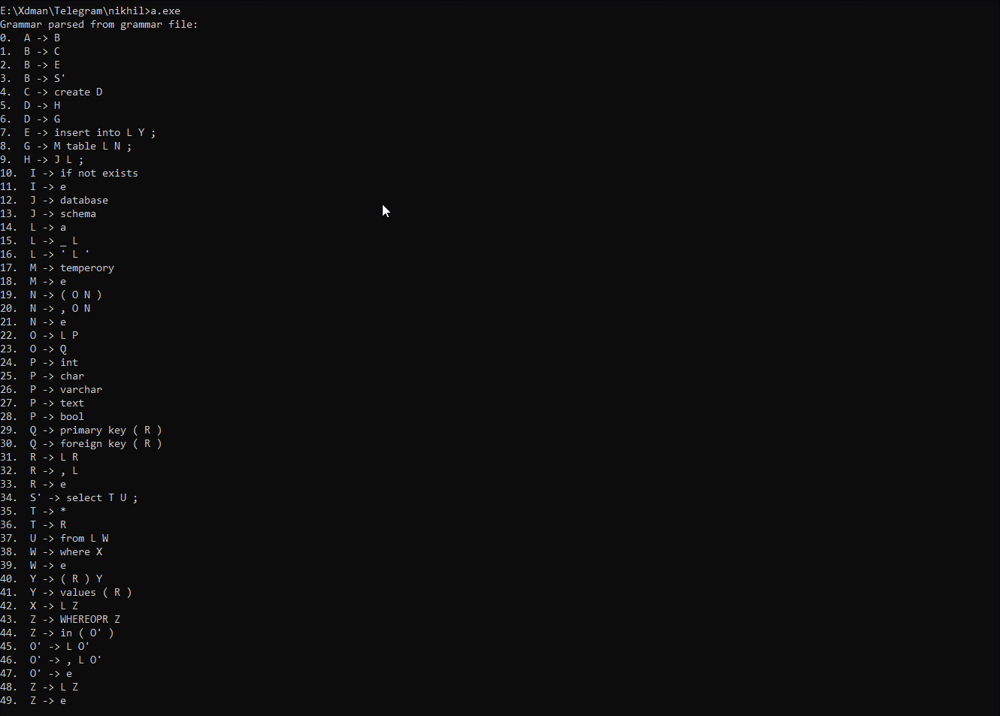 E:\Xdman\Telegram\nikhil>a.exe
Grammar parsed from grammar file:
0.  A -> B
1.  B -> C
2.  B -> E
3.  B -> S'
4.  C -> create D
5.  D -> H
6.  D -> G
7.  E -> insert into L Y ;
8.  G -> M table L N ;
9.  H -> J L ;
10.  I -> if not exists
11.  I -> e
12.  J -> database
13.  J -> schema
14.  L -> a
15.  L -> _ L
16.  L -> ' L '
17.  M -> temperory
18.  M -> e
19.  N -> ( O N )
20.  N -> , O N
21.  N -> e
22.  O -> L P
23.  O -> Q
24.  P -> int
25.  P -> char
26.  P -> varchar
27.  P -> text
28.  P -> bool
29.  Q -> primary key ( R )
30.  Q -> foreign key ( R )
31.  R -> L R
32.  R -> , L
33.  R -> e
34.  S' -> select T U ;
35.  T -> *
36.  T -> R
37.  U -> from L W
38.  W -> where X
39.  W -> e
40.  Y -> ( R ) Y
41.  Y -> values ( R )
42.  X -> L Z
43.  Z -> WHEREOPR Z
44.  Z -> in ( O' )
45.  O' -> L O'
46.  O' -> , L O'
47.  O' -> e
48.  Z -> L Z
49.  Z -> e